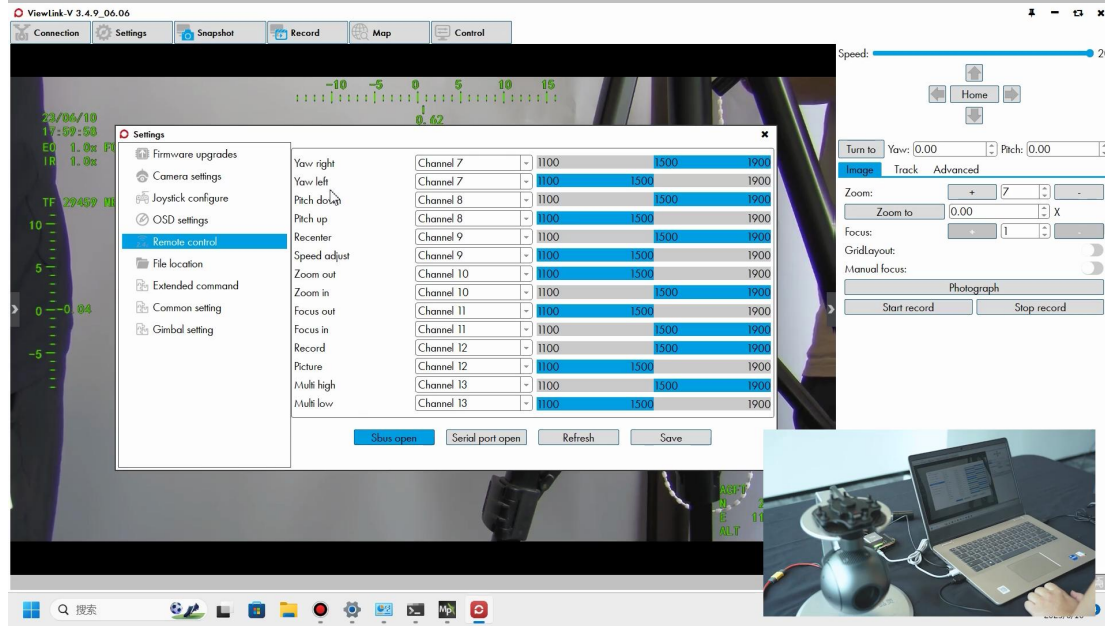 ViewLink-V 3.4.9_06.06
Connection Settings Snapshot Record Map Control
Speed:
Home
Turn to Yaw: 0.00 Pitch: 0.00
Image Track Advanced
Zoom: + 7 -
Zoom to 0.00 X
Focus: + 1 -
GridLayout:
Manual focus:
Photograph
Start record Stop record
-10 -5 0 5 10 15
0.62
23/06/10
17:59:58
EO 1.0x
IR 1.0x
TF 29459
10
5
0 -0.04
-5
Settings
Firmware upgrades
Camera settings
Joystick configure
OSD settings
Remote control
File location
Extended command
Common setting
Gimbal setting
Yaw right Channel 7 1100 1500 1900
Yaw left Channel 7 1100 1500 1900
Pitch down Channel 8 1100 1500 1900
Pitch up Channel 8 1100 1500 1900
Recenter Channel 9 1100 1500 1900
Speed adjust Channel 9 1100 1500 1900
Zoom out Channel 10 1100 1500 1900
Zoom in Channel 10 1100 1500 1900
Focus out Channel 11 1100 1500 1900
Focus in Channel 11 1100 1500 1900
Record Channel 12 1100 1500 1900
Picture Channel 12 1100 1500 1900
Multi high Channel 13 1100 1500 1900
Multi low Channel 13 1100 1500 1900
Sbus open Serial port open Refresh Save
ACFT
N
E
ALT
搜索